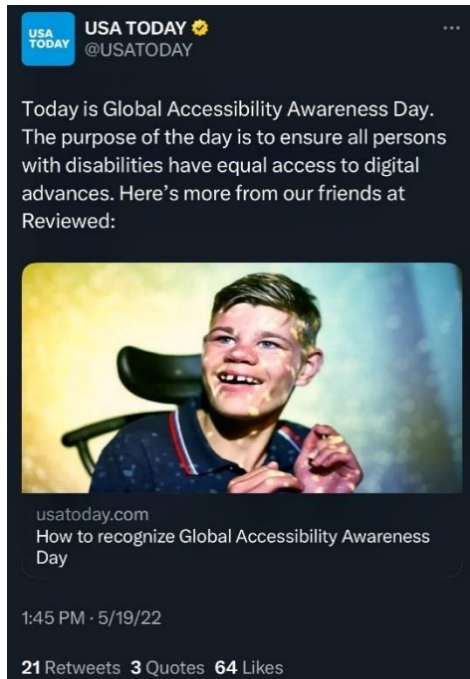 USA
TODAY
USA TODAY
@USATODAY
Today is Global Accessibility Awareness Day.
The purpose of the day is to ensure all persons
with disabilities have equal access to digital
advances. Here’s more from our friends at
Reviewed:
usatoday.com
How to recognize Global Accessibility Awareness
Day
1:45 PM · 5/19/22
21 Retweets 3 Quotes 64 Likes